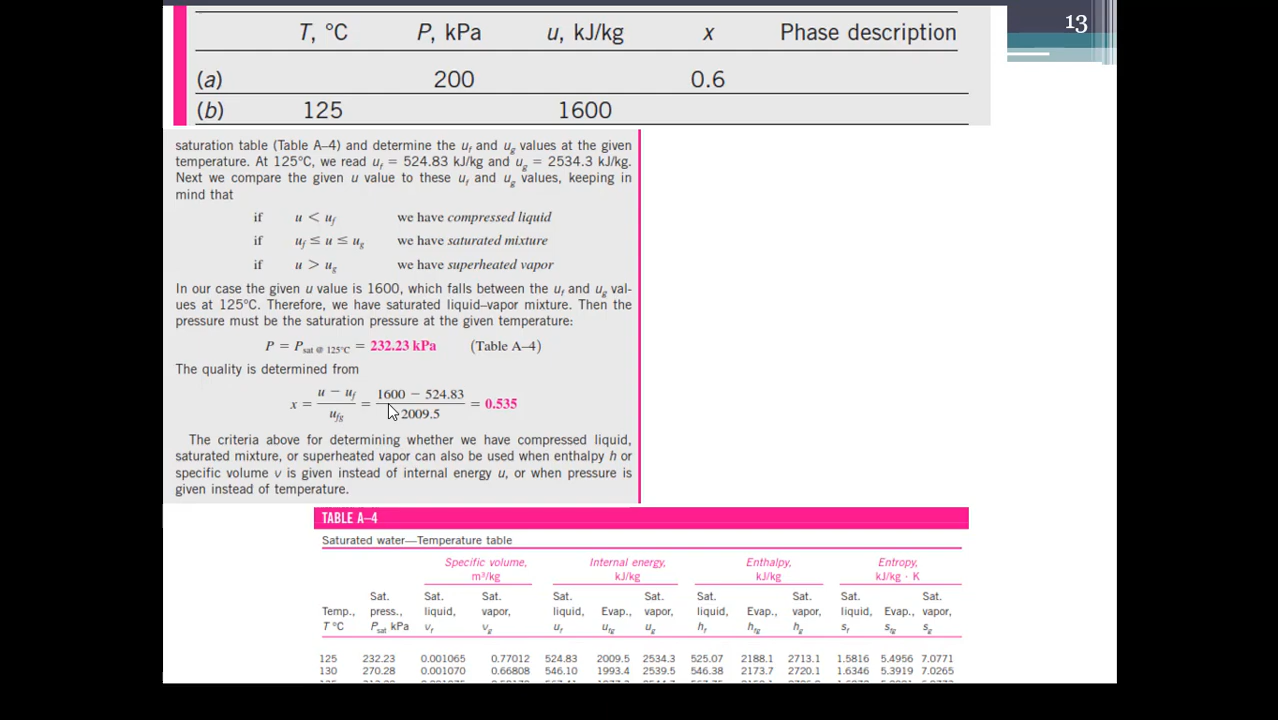 13
T, °C P, kPa u, kJ/kg x Phase description
(a) 200 0.6
(b) 125 1600
saturation table (Table A–4) and determine the uf and ug values at the given
temperature. At 125°C, we read uf = 524.83 kJ/kg and ug = 2534.3 kJ/kg.
Next we compare the given u value to these uf and ug values, keeping in
mind that
if u < uf we have compressed liquid
if uf ≤ u ≤ ug we have saturated mixture
if u > ug we have superheated vapor
In our case the given u value is 1600, which falls between the uf and ug val-
ues at 125°C. Therefore, we have saturated liquid–vapor mixture. Then the
pressure must be the saturation pressure at the given temperature:
P = Psat @ 125°C = 232.23 kPa (Table A–4)
The quality is determined from
x = (u − uf)/ufg = (1600 − 524.83)/2009.5 = 0.535
The criteria above for determining whether we have compressed liquid,
saturated mixture, or superheated vapor can also be used when enthalpy h or
specific volume v is given instead of internal energy u, or when pressure is
given instead of temperature.
TABLE A–4
Saturated water—Temperature table
Specific volume, Internal energy, Enthalpy, Entropy,
m³/kg kJ/kg kJ/kg kJ/kg · K
Sat. Sat. Sat. Sat. Sat. Sat. Sat. Sat. Sat.
Temp., press., liquid, vapor, liquid, Evap., vapor, liquid, Evap., vapor, liquid, Evap., vapor,
T °C Psat kPa vf vg uf ufg ug hf hfg hg sf sfg sg
125 232.23 0.001065 0.77012 524.83 2009.5 2534.3 525.07 2188.1 2713.1 1.5816 5.4956 7.0771
130 270.28 0.001070 0.66808 546.10 1993.4 2539.5 546.38 2173.7 2720.1 1.6346 5.3919 7.0265